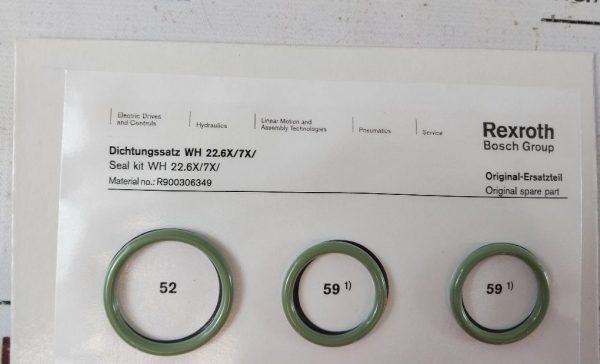 Electric Drives
and Controls
Hydraulics
Linear Motion and
Assembly Technologies
Pneumatics
Service
Rexroth
Bosch Group
Dichtungssatz WH 22.6X/7X/
Seal kit WH 22.6X/7X/
Material no.: R900306349
Original-Ersatzteil
Original spare part
52
59 1)
59 1)